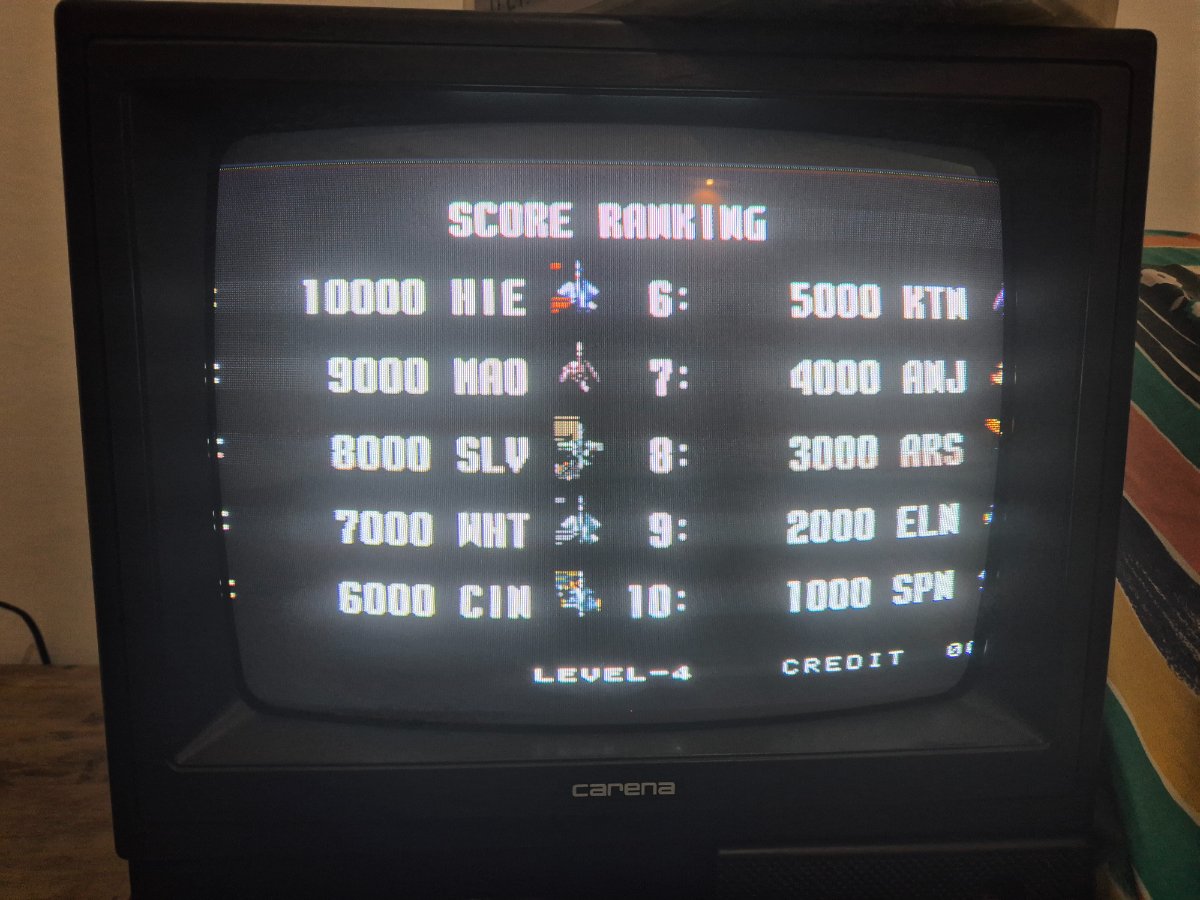 SCORE RANKING
10000 HIE 6: 5000 KTN
9000 MAO 7: 4000 ANJ
8000 SLV 8: 3000 ARS
7000 WHT 9: 2000 ELN
6000 CIN 10: 1000 SPN
LEVEL-4 CREDIT 00
carena